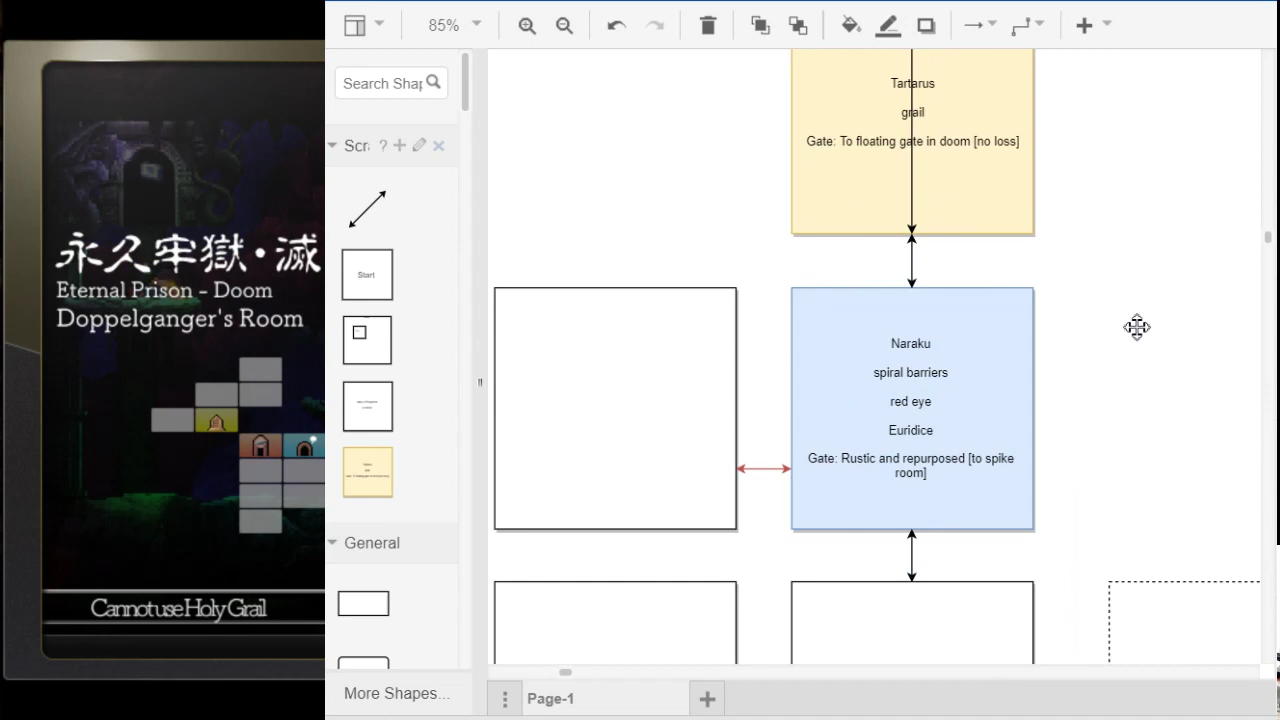 永久牢獄・滅
Eternal Prison - Doom
Doppelganger's Room
Cannot use Holy Grail
85%
Search Shap
Scr
?
Start
General
More Shapes...
Tartarus
grail
Gate: To floating gate in doom [no loss]
Naraku
spiral barriers
red eye
Euridice
Gate: Rustic and repurposed [to spike
room]
Page-1